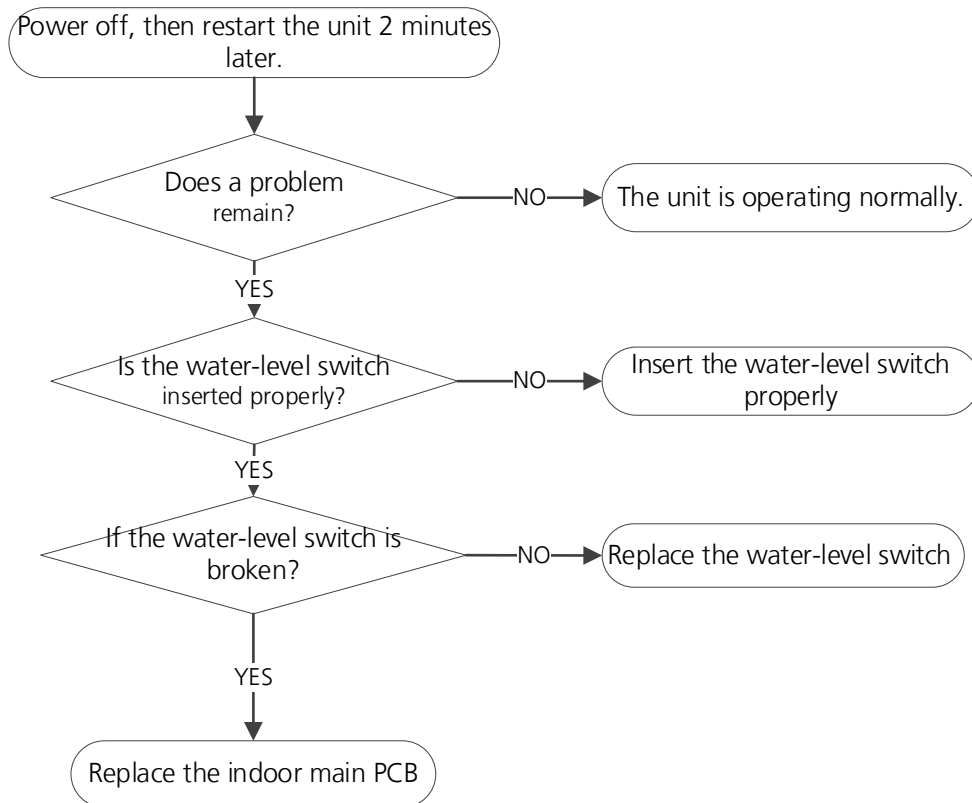 Power off, then restart the unit 2 minutes
later.
Does a problem
remain?
NO
The unit is operating normally.
YES
Is the water-level switch
inserted properly?
NO
Insert the water-level switch
properly
YES
If the water-level switch is
broken?
NO
Replace the water-level switch
YES
Replace the indoor main PCB